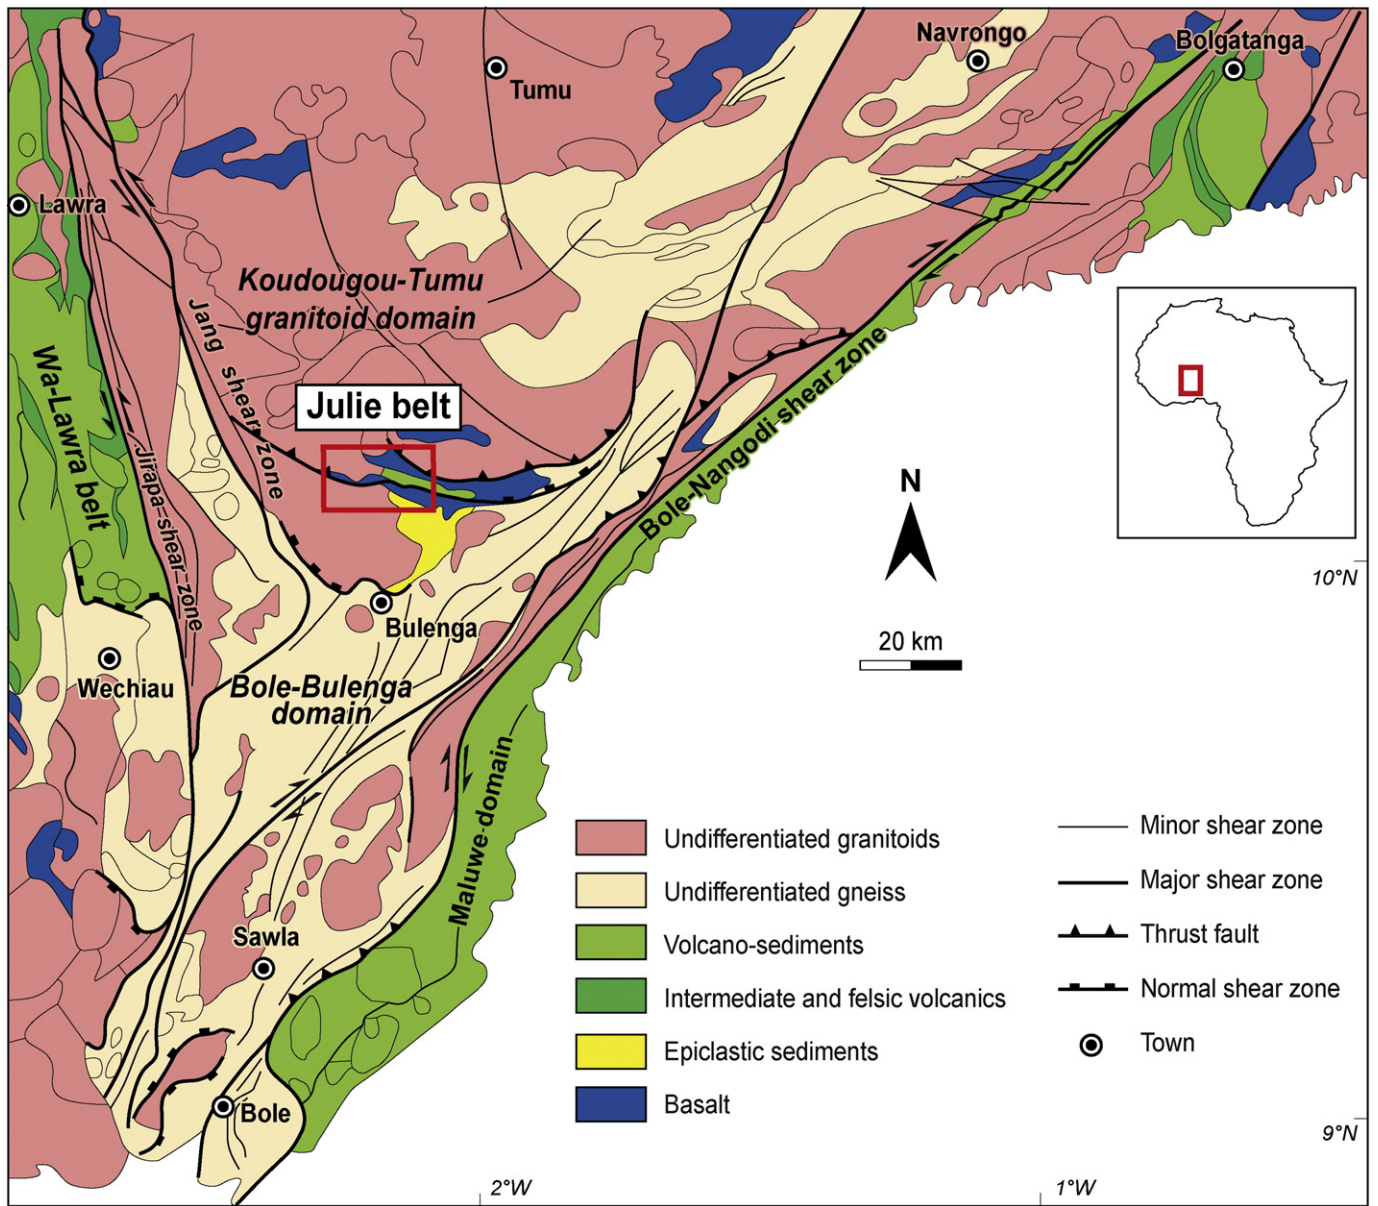 Navrongo
Bolgatanga
Tumu
Lawra
Koudougou-Tumu
granitoid domain
Jang shear zone
Wa-Lawra belt
Julie belt
Jirapa shear zone
Bole-Nangodi shear zone
N
10°N
20 km
Bulenga
Wechiau
Bole-Bulenga
domain
Maluwe domain
Undifferentiated granitoids
Undifferentiated gneiss
Volcano-sediments
Intermediate and felsic volcanics
Epiclastic sediments
Basalt
Minor shear zone
Major shear zone
Thrust fault
Normal shear zone
Town
Sawla
Bole
9°N
2°W
1°W